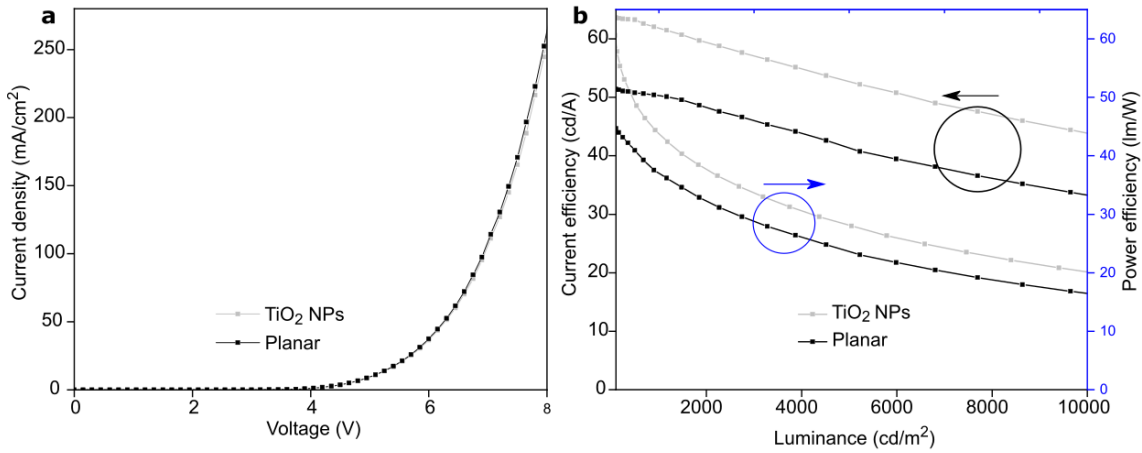 a
250
200
150
100
50
0
Current density (mA/cm²)
TiO₂ NPs
Planar
0 2 4 6 8
Voltage (V)
b
60
50
40
30
20
10
0
Current efficiency (cd/A)
TiO₂ NPs
Planar
60
50
40
30
20
10
0
Power efficiency (lm/W)
2000 4000 6000 8000 10000
Luminance (cd/m²)